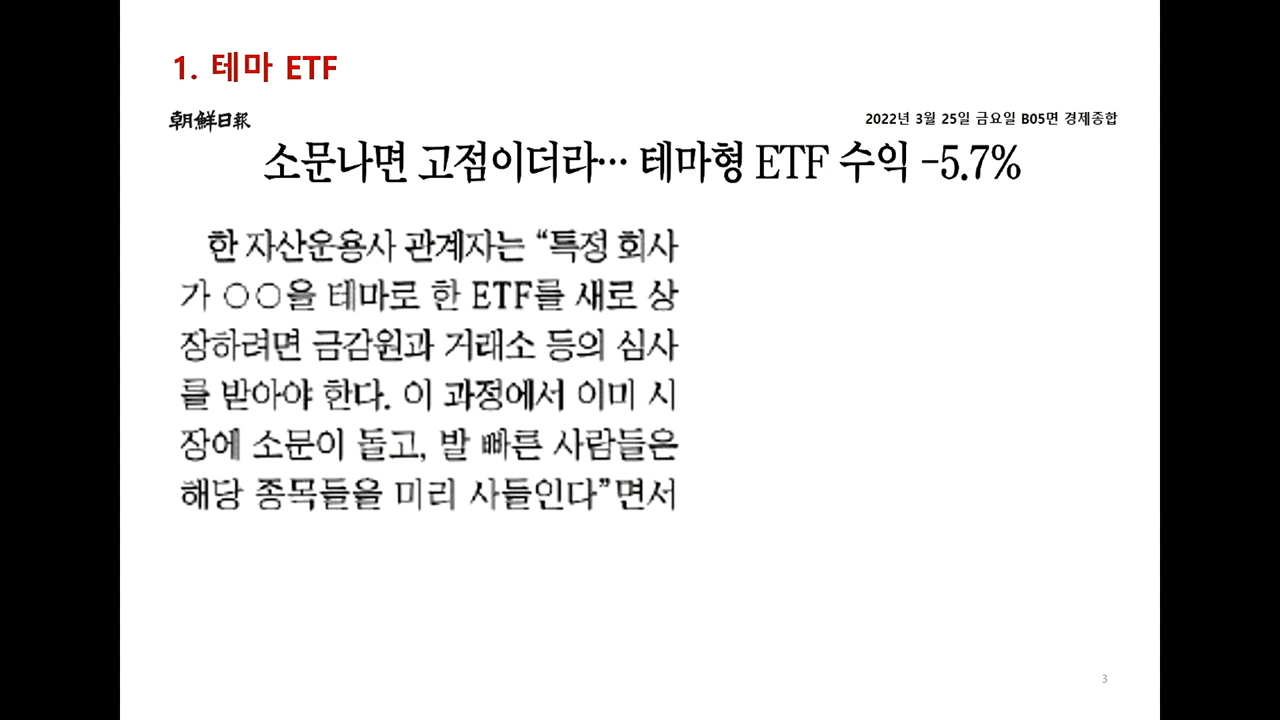 1. 테마 ETF
朝鮮日報
2022년 3월 25일 금요일 B05면 경제종합
소문나면 고점이더라… 테마형 ETF 수익 -5.7%
한 자산운용사 관계자는 “특정 회사
가 ○○을 테마로 한 ETF를 새로 상
장하려면 금감원과 거래소 등의 심사
를 받아야 한다. 이 과정에서 이미 시
장에 소문이 돌고, 발 빠른 사람들은
해당 종목들을 미리 사들인다”면서
3